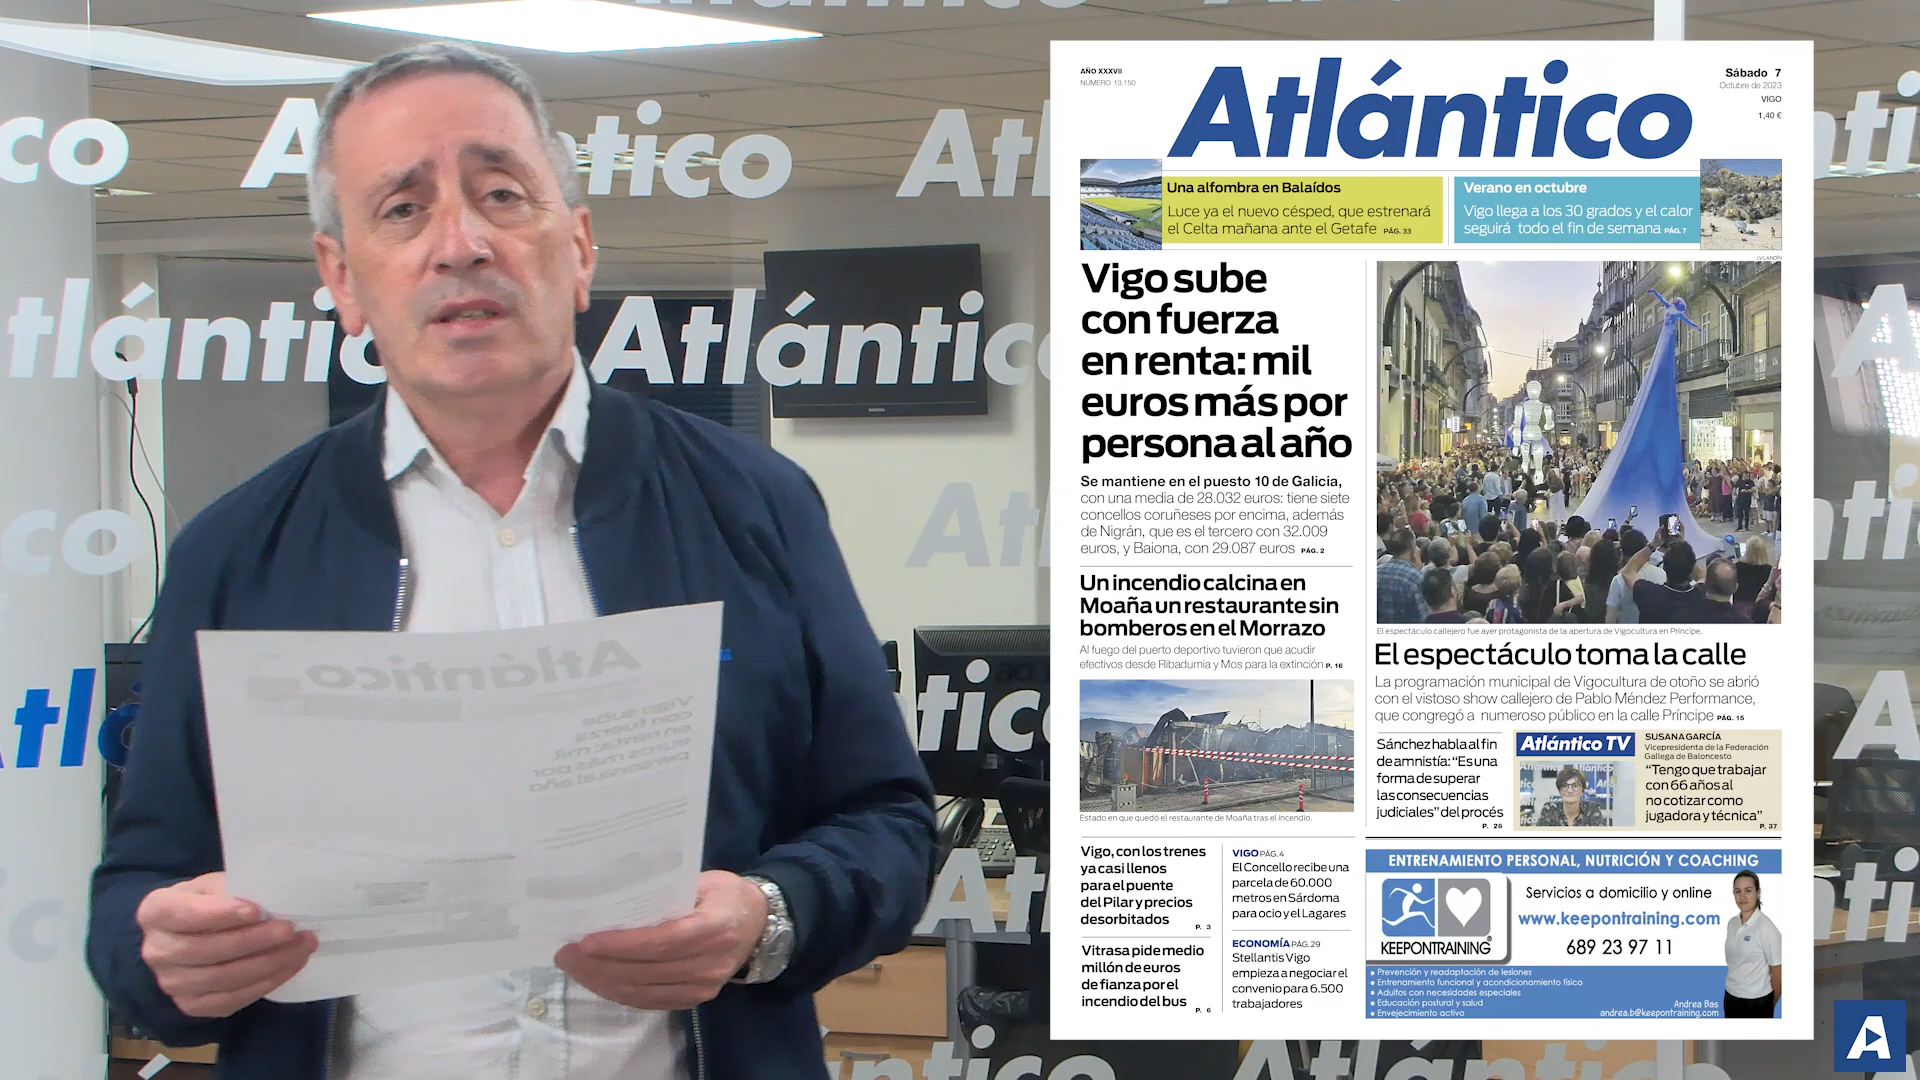 AÑO XXXVII
NÚMERO 13.150
Atlántico
Sábado 7
Octubre de 2023
VIGO
1,40 €
Una alfombra en Balaídos
Luce ya el nuevo césped, que estrenará
el Celta mañana ante el Getafe PÁG. 33
Verano en octubre
Vigo llega a los 30 grados y el calor
seguirá todo el fin de semana PÁG. 7
J.V.LANDÍN
Vigo sube
con fuerza
en renta: mil
euros más por
persona al año
Se mantiene en el puesto 10 de Galicia,
con una media de 28.032 euros: tiene siete
concellos coruñeses por encima, además
de Nigrán, que es el tercero con 32.009
euros, y Baiona, con 29.087 euros PÁG. 2
Un incendio calcina en
Moaña un restaurante sin
bomberos en el Morrazo
Al fuego del puerto deportivo tuvieron que acudir
efectivos desde Ribadumia y Mos para la extinción P. 16
Estado en que quedó el restaurante de Moaña tras el incendio.
El espectáculo callejero fue ayer protagonista de la apertura de Vigocultura en Príncipe.
El espectáculo toma la calle
La programación municipal de Vigocultura de otoño se abrió
con el vistoso show callejero de Pablo Méndez Performance,
que congregó a numeroso público en la calle Príncipe PÁG. 15
Sánchez habla al fin
de amnistía: “Es una
forma de superar
las consecuencias
judiciales” del procés
P. 26
Atlántico TV
SUSANA GARCÍA
Vicepresidenta de la Federación
Gallega de Baloncesto
“Tengo que trabajar
con 66 años al
no cotizar como
jugadora y técnica”
P. 37
Vigo, con los trenes
ya casi llenos
para el puente
del Pilar y precios
desorbitados
P. 3
Vitrasa pide medio
millón de euros
de fianza por el
incendio del bus
P. 6
VIGO PÁG. 4
El Concello recibe una
parcela de 60.000
metros en Sárdoma
para ocio y el Lagares
ECONOMÍA PÁG. 29
Stellantis Vigo
empieza a negociar el
convenio para 6.500
trabajadores
ENTRENAMIENTO PERSONAL, NUTRICIÓN Y COACHING
KEEPONTRAINING®
Servicios a domicilio y online
www.keepontraining.com
689 23 97 11
• Prevención y readaptación de lesiones
• Entrenamiento funcional y acondicionamiento físico
• Adultos con necesidades especiales
• Educación postural y salud
• Envejecimiento activo
Andrea Bas
andrea.b@keepontraining.com
Atlántico
Atlántico
Atlántico
Atlántico
Vigo sube
con fuerza
en renta: mil
euros más por
persona al año
A